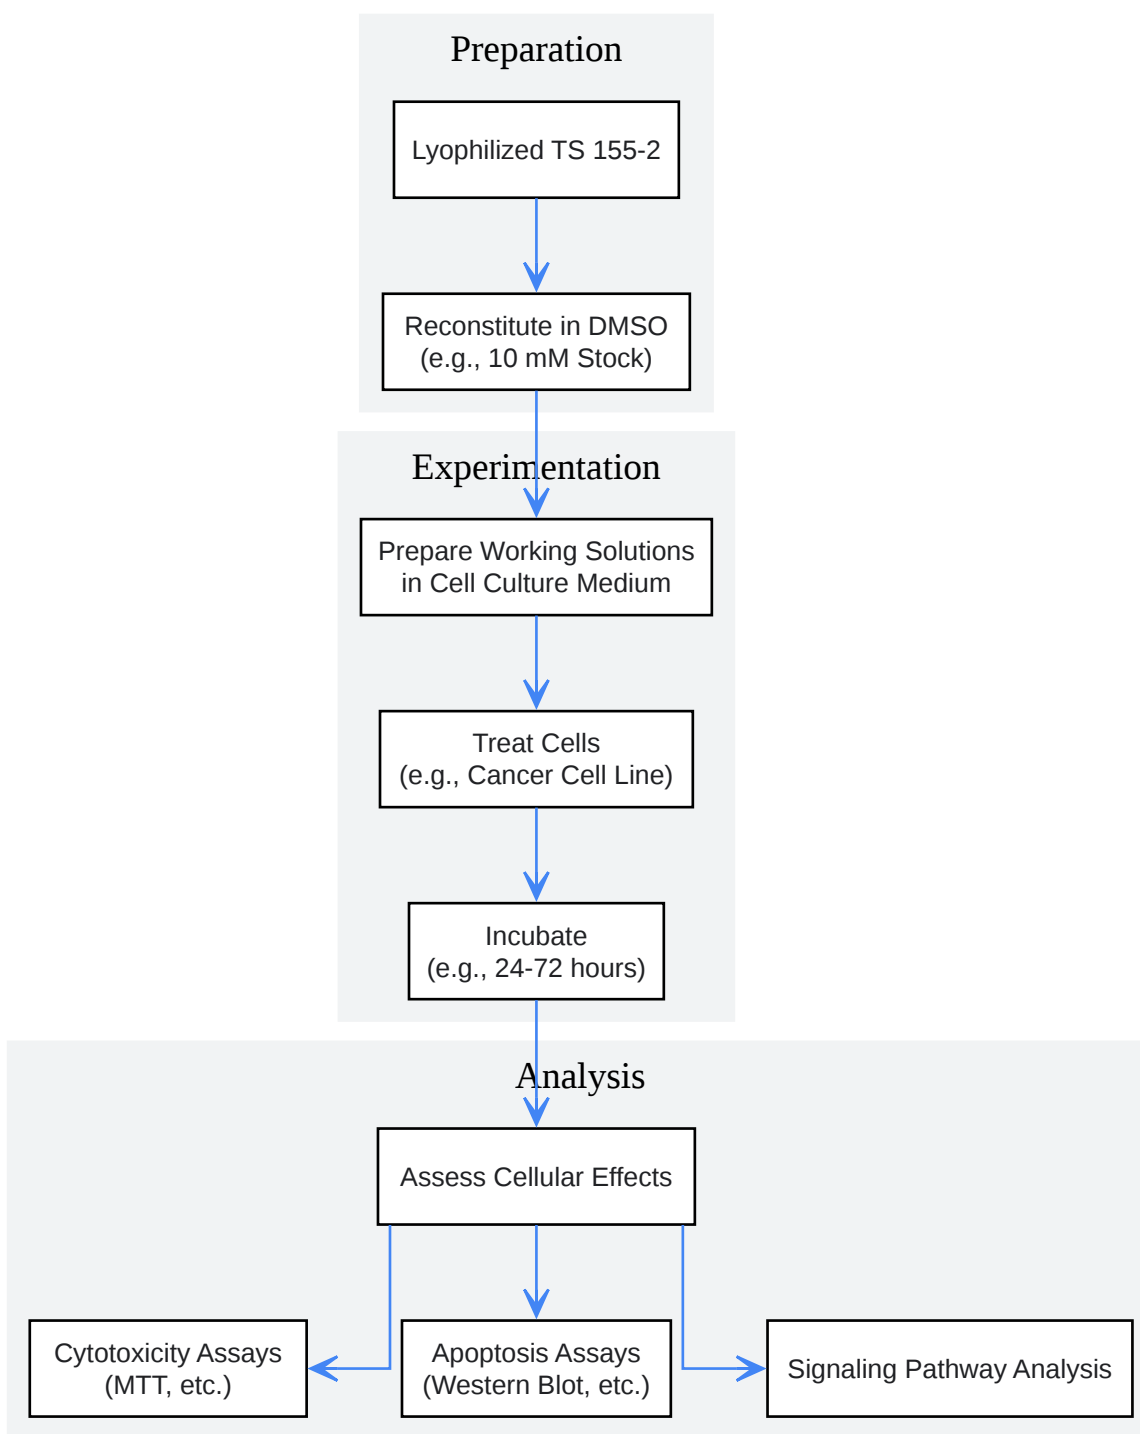 Preparation
Lyophilized TS 155-2
Reconstitute in DMSO
(e.g., 10 mM Stock)
Experimentation
Prepare Working Solutions
in Cell Culture Medium
Treat Cells
(e.g., Cancer Cell Line)
Incubate
(e.g., 24-72 hours)
Analysis
Assess Cellular Effects
Cytotoxicity Assays
(MTT, etc.)
Apoptosis Assays
(Western Blot, etc.)
Signaling Pathway Analysis